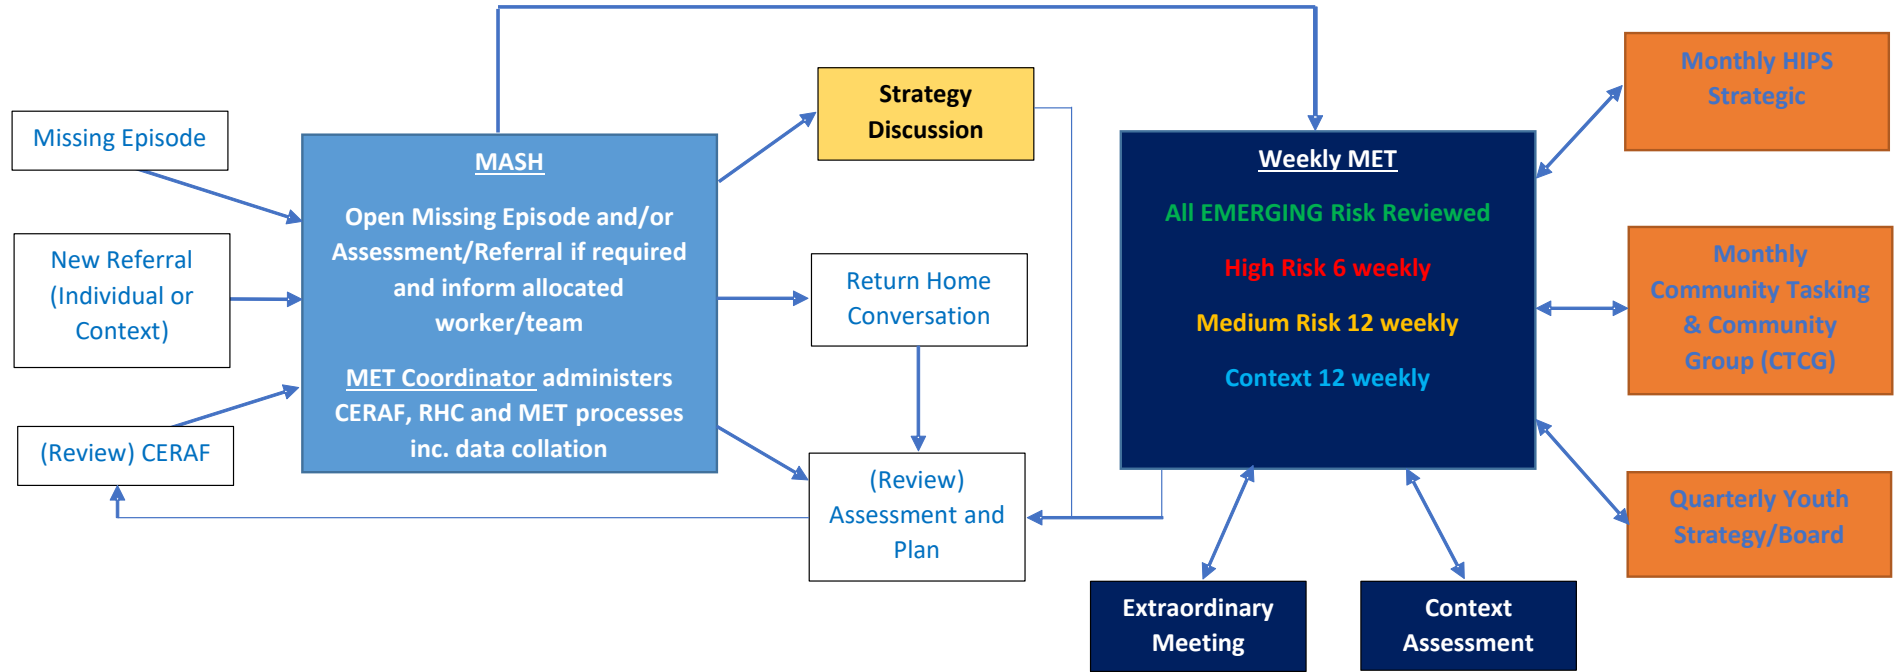 Missing Episode
New Referral
(Individual or
Context)
(Review) CERAF
MASH
Open Missing Episode and/or
Assessment/Referral if required
and inform allocated
worker/team
MET Coordinator administers
CERAF, RHC and MET processes
inc. data collation
Strategy
Discussion
Return Home
Conversation
(Review)
Assessment and
Plan
Weekly MET
All EMERGING Risk Reviewed
High Risk 6 weekly
Medium Risk 12 weekly
Context 12 weekly
Extraordinary
Meeting
Context
Assessment
Monthly HIPS
Strategic
Monthly
Community Tasking
& Community
Group (CTCG)
Quarterly Youth
Strategy/Board